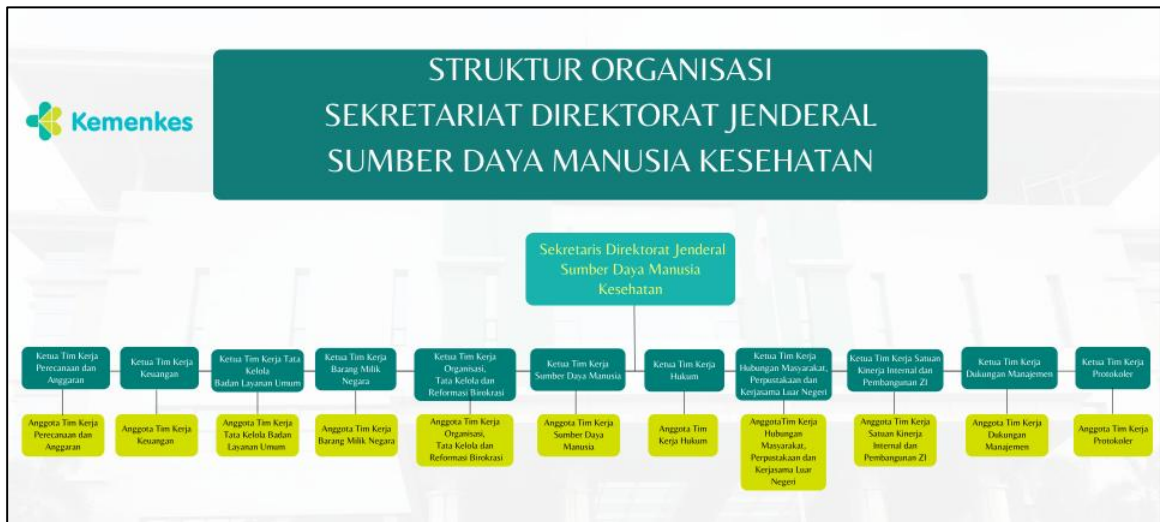 STRUKTUR ORGANISASI
SEKRETARIAT DIREKTORAT JENDERAL
SUMBER DAYA MANUSIA KESEHATAN
Kemenkes
Sekretaris Direktorat Jenderal
Sumber Daya Manusia
Kesehatan
Ketua Tim Kerja
Perecanaan dan
Anggaran
Ketua Tim Kerja
Keuangan
Ketua Tim Kerja Tata
Kelola
Badan Layanan Umum
Ketua Tim Kerja
Barang Milik
Negara
Ketua Tim Kerja
Organisasi,
Tata Kelola dan
Reformasi Birokrasi
Ketua Tim Kerja
Sumber Daya Manusia
Ketua Tim Kerja
Hukum
Ketua Tim Kerja
Hubungan Masyarakat,
Perpustakaan dan
Kerjasama Luar Negeri
Ketua Tim Kerja Satuan
Kinerja Internal dan
Pembangunan ZI
Ketua Tim Kerja
Dukungan Manajemen
Ketua Tim Kerja
Protokoler
Anggota Tim Kerja
Perecanaan dan
Anggaran
Anggota Tim Kerja
Keuangan
Anggota Tim Kerja
Tata Kelola Badan
Layanan Umum
Anggota Tim Kerja
Barang Milik Negara
Anggota Tim Kerja
Organisasi,
Tata Kelola dan
Reformasi Birokrasi
Anggota Tim Kerja
Sumber Daya
Manusia
Anggota Tim
Kerja Hukum
AnggotaTim Kerja
Hubungan
Masyarakat,
Perpustakaan dan
Kerjasama Luar
Negeri
Anggota Tim Kerja
Satuan Kinerja
Internal dan
Pembangunan ZI
Anggota Tim Kerja
Dukungan
Manajemen
Anggota Tim Kerja
Protokoler